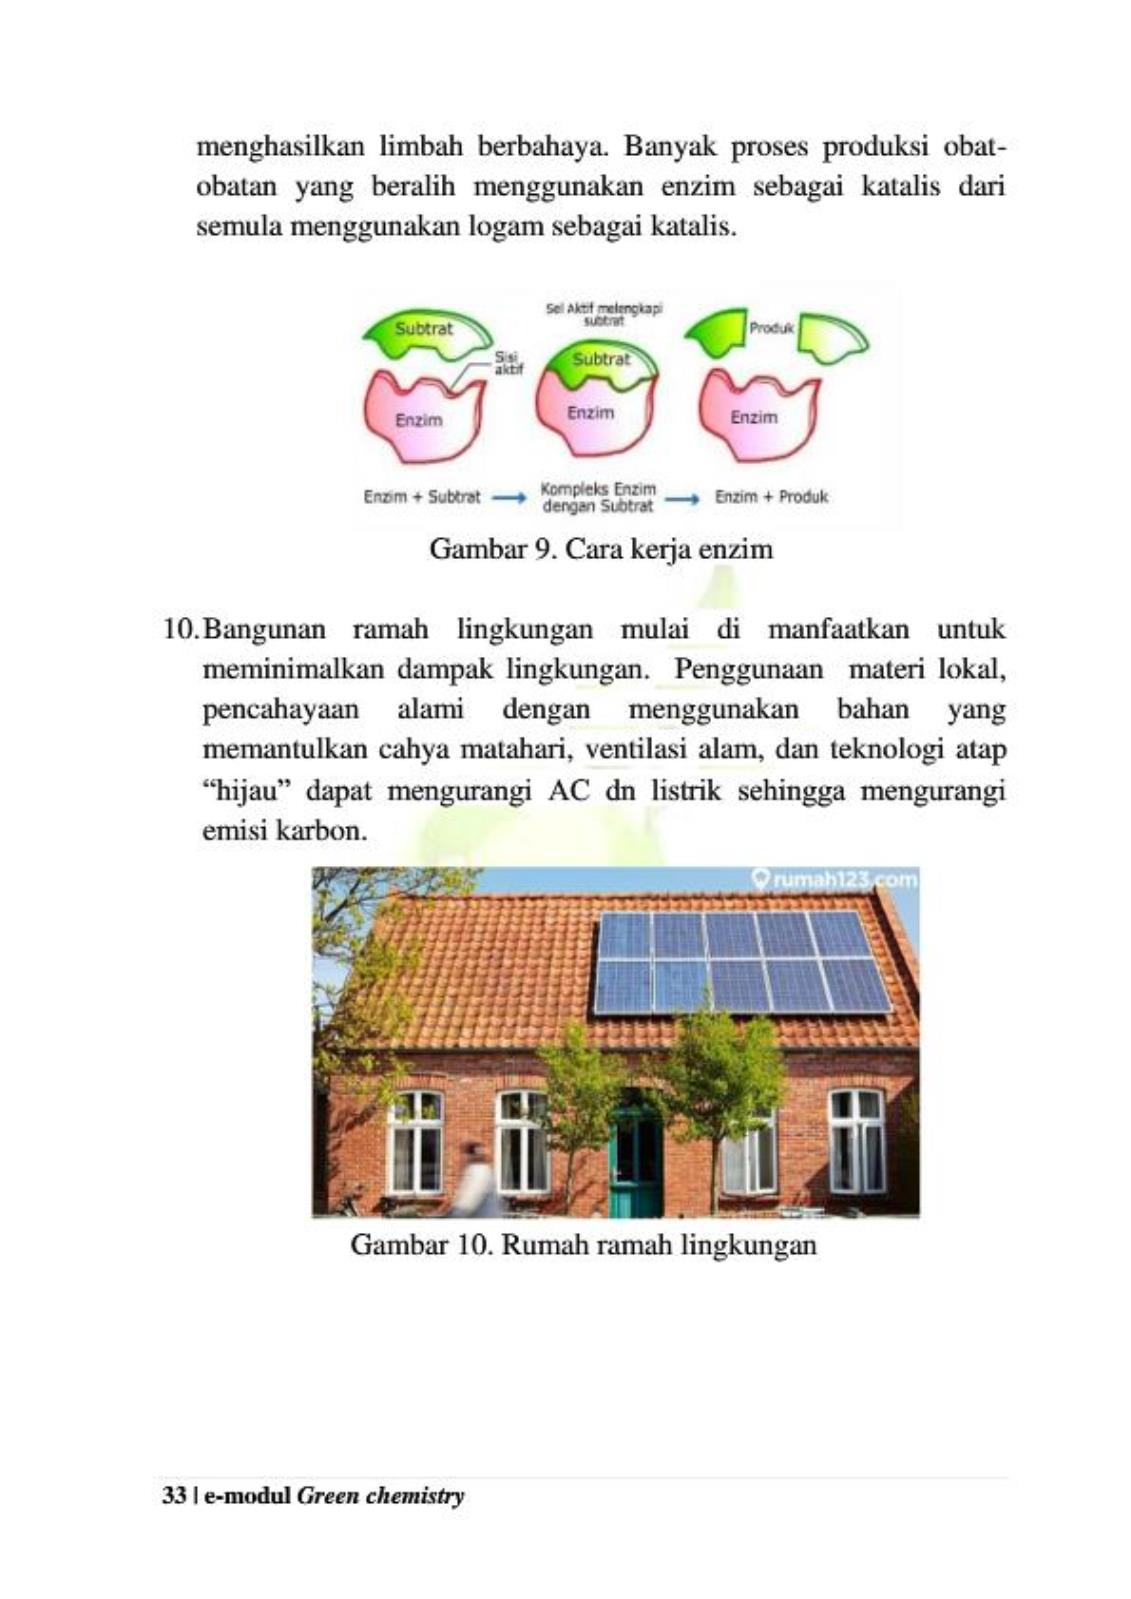 menghasilkan limbah berbahaya. Banyak proses produksi obat-
obatan yang beralih menggunakan enzim sebagai katalis dari
semula menggunakan logam sebagai katalis.
Subtrat
Sisi
aktif
Enzim
Sel Aktif melengkapi
subtrat
Subtrat
Enzim
Produk
Enzim
Enzim + Subtrat
Kompleks Enzim
dengan Subtrat
Enzim + Produk
Gambar 9. Cara kerja enzim
10. Bangunan ramah lingkungan mulai di manfaatkan untuk
meminimalkan dampak lingkungan. Penggunaan materi lokal,
pencahayaan alami dengan menggunakan bahan yang
memantulkan cahya matahari, ventilasi alam, dan teknologi atap
“hijau” dapat mengurangi AC dn listrik sehingga mengurangi
emisi karbon.
rumah123.com
Gambar 10. Rumah ramah lingkungan
33 | e-modul Green chemistry